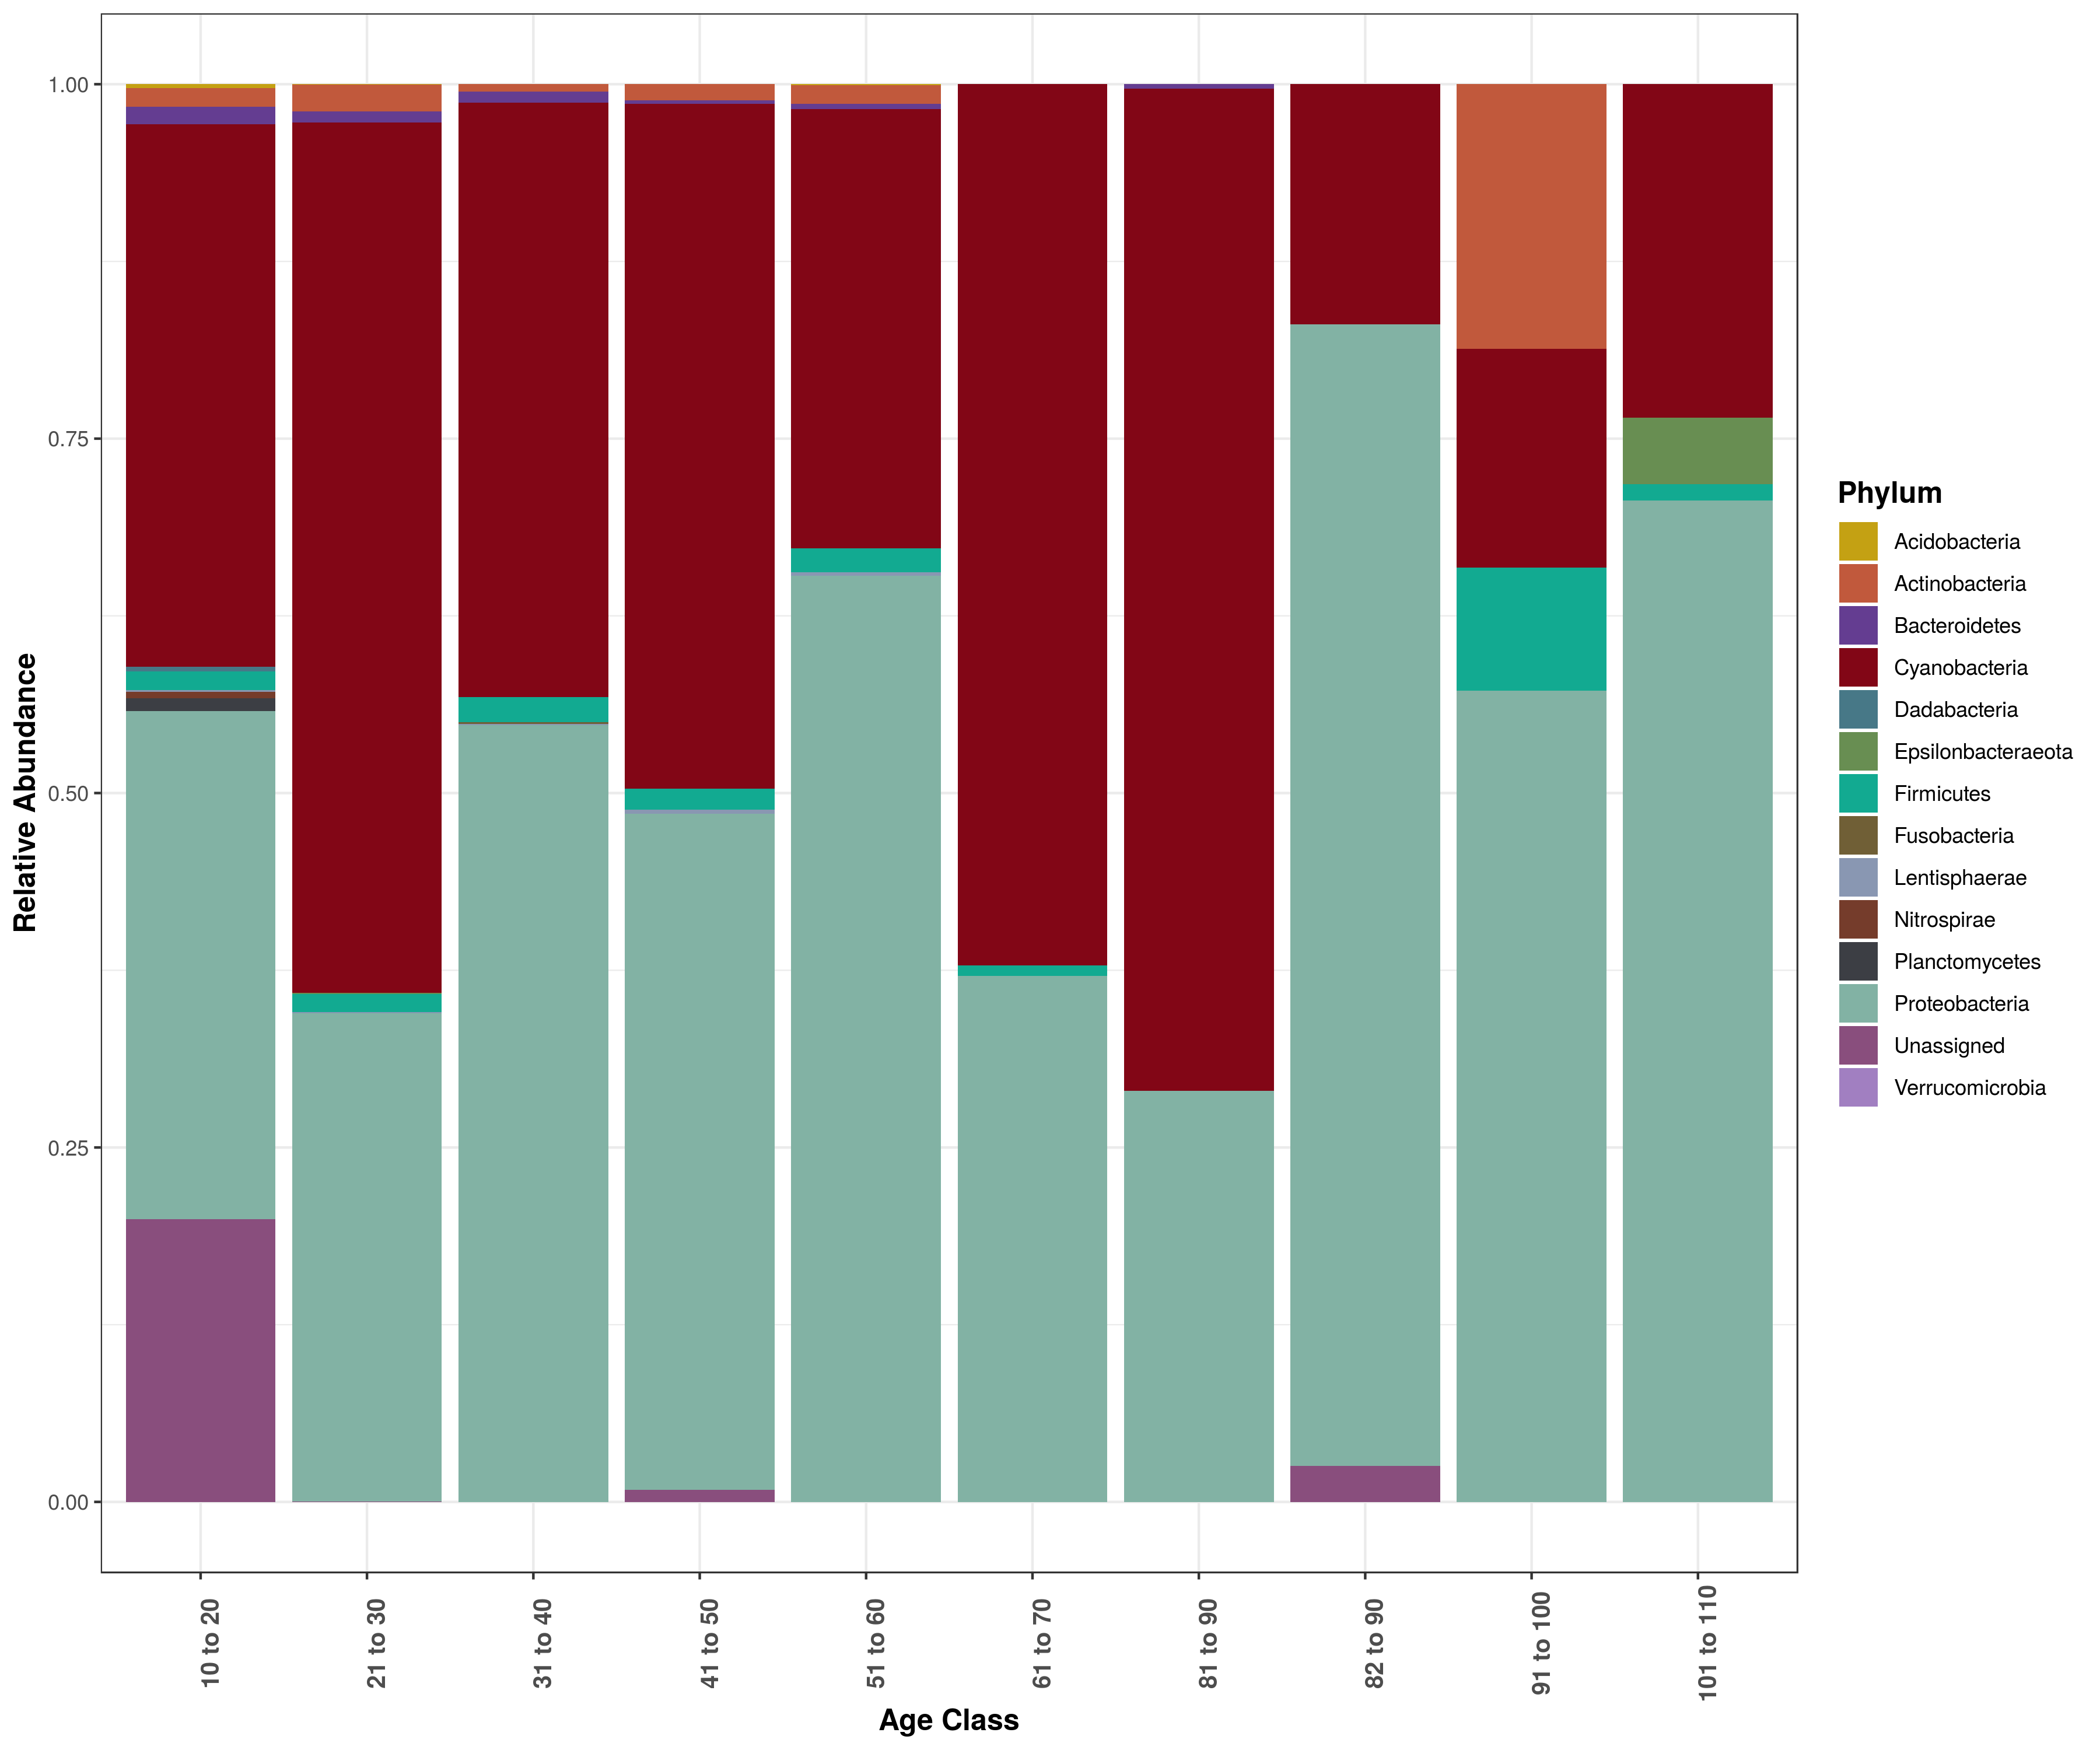 1.00
0.75
0.50
0.25
0.00
Relative Abundance
10 to 20
21 to 30
31 to 40
41 to 50
51 to 60
61 to 70
81 to 90
82 to 90
91 to 100
101 to 110
Age Class
Phylum
Acidobacteria
Actinobacteria
Bacteroidetes
Cyanobacteria
Dadabacteria
Epsilonbacteraeota
Firmicutes
Fusobacteria
Lentisphaerae
Nitrospirae
Planctomycetes
Proteobacteria
Unassigned
Verrucomicrobia